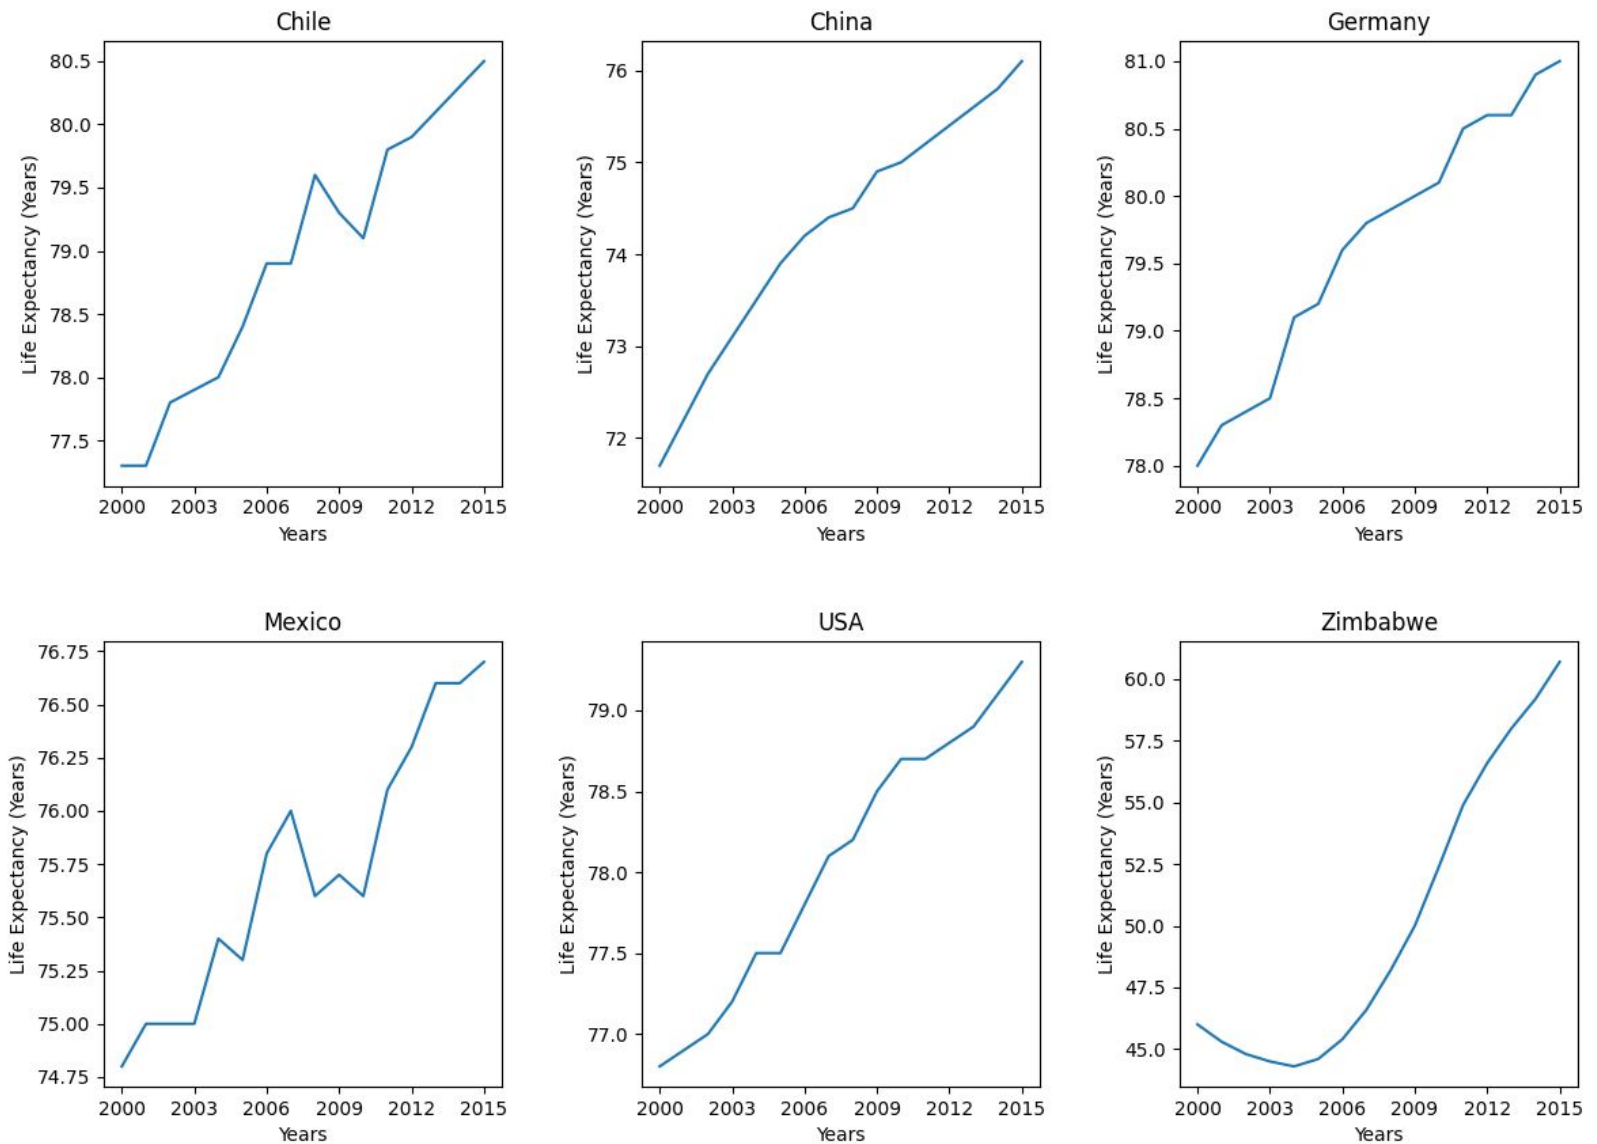 Chile
80.5
80.0
79.5
79.0
78.5
78.0
77.5
Life Expectancy (Years)
2000 2003 2006 2009 2012 2015
Years
China
76
75
74
73
72
Life Expectancy (Years)
2000 2003 2006 2009 2012 2015
Years
Germany
81.0
80.5
80.0
79.5
79.0
78.5
78.0
Life Expectancy (Years)
2000 2003 2006 2009 2012 2015
Years
Mexico
76.75
76.50
76.25
76.00
75.75
75.50
75.25
75.00
74.75
Life Expectancy (Years)
2000 2003 2006 2009 2012 2015
Years
USA
79.0
78.5
78.0
77.5
77.0
Life Expectancy (Years)
2000 2003 2006 2009 2012 2015
Years
Zimbabwe
60.0
57.5
55.0
52.5
50.0
47.5
45.0
Life Expectancy (Years)
2000 2003 2006 2009 2012 2015
Years